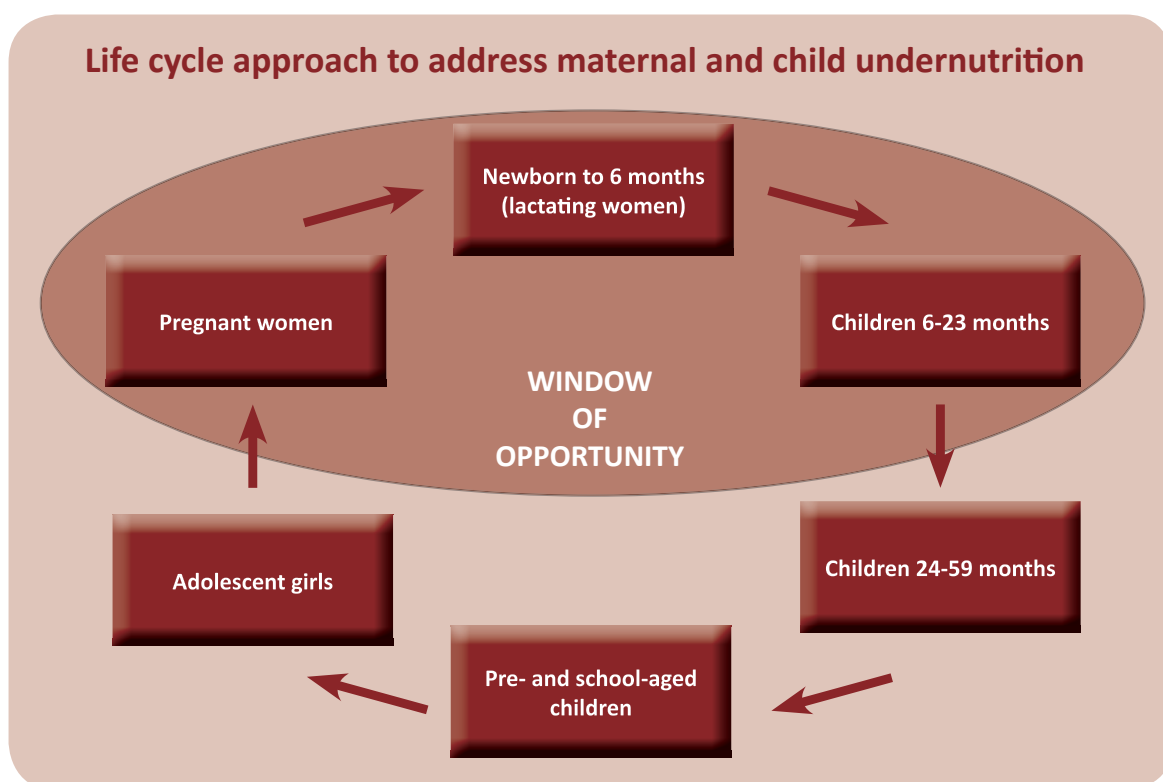 Life cycle approach to address maternal and child undernutrition
Newborn to 6 months
(lactating women)
Pregnant women
Children 6-23 months
WINDOW
OF
OPPORTUNITY
Adolescent girls
Children 24-59 months
Pre- and school-aged
children